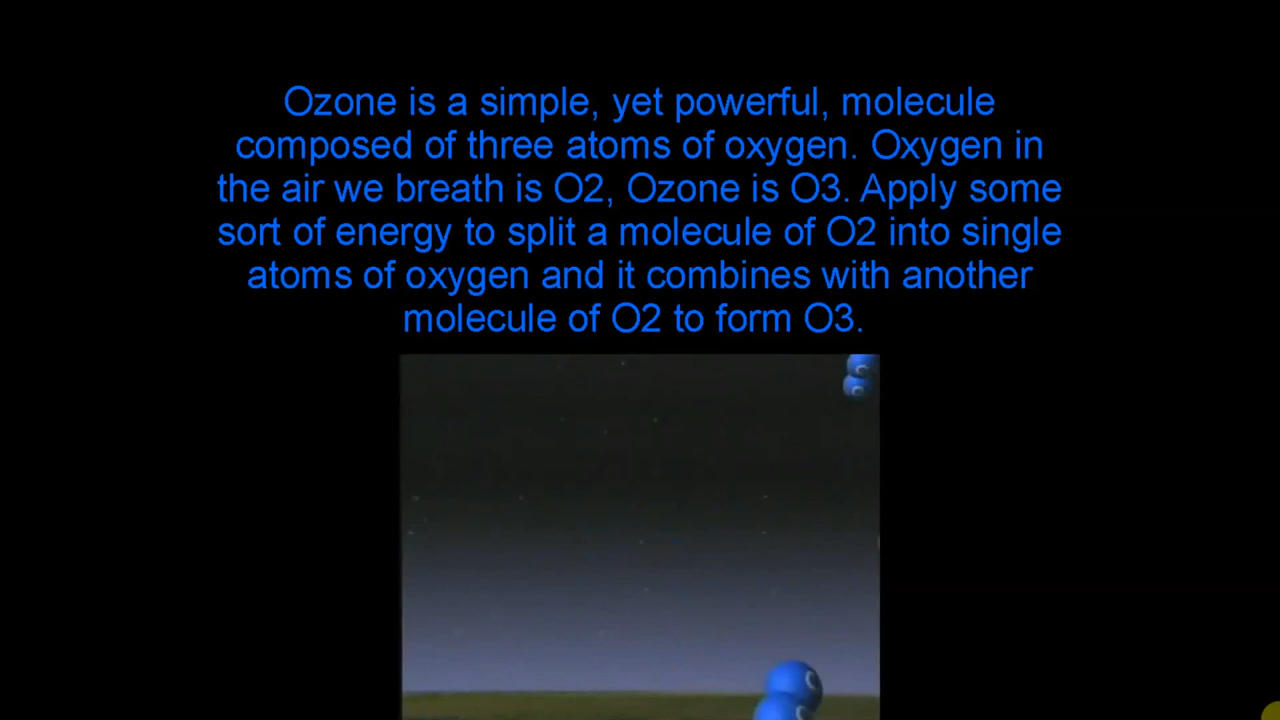 Ozone is a simple, yet powerful, molecule
composed of three atoms of oxygen. Oxygen in
the air we breath is O2, Ozone is O3. Apply some
sort of energy to split a molecule of O2 into single
atoms of oxygen and it combines with another
molecule of O2 to form O3.